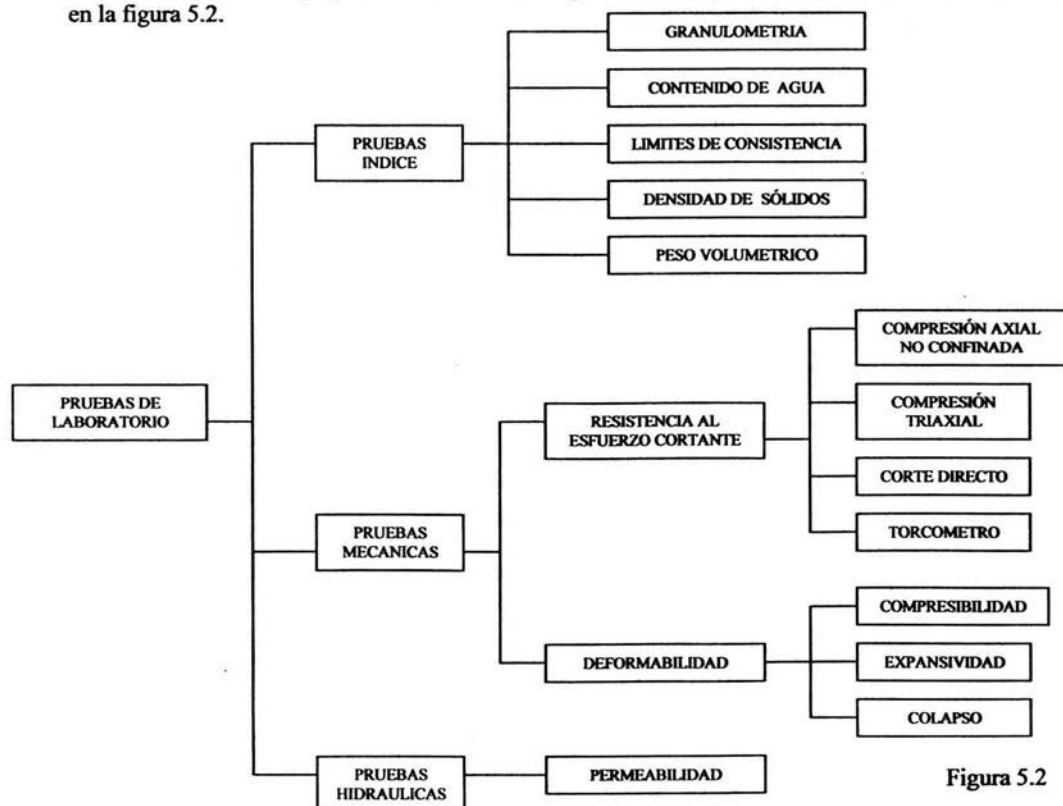 en la figura 5.2.
GRANULOMETRIA
CONTENIDO DE AGUA
PRUEBAS
INDICE
LIMITES DE CONSISTENCIA
DENSIDAD DE SÓLIDOS
PESO VOLUMETRICO
PRUEBAS DE
LABORATORIO
PRUEBAS
MECANICAS
RESISTENCIA AL
ESFUERZO CORTANTE
COMPRESIÓN AXIAL
NO CONFINADA
COMPRESIÓN
TRIAXIAL
CORTE DIRECTO
TORCOMETRO
DEFORMABILIDAD
COMPRESIBILIDAD
EXPANSIVIDAD
COLAPSO
PRUEBAS
HIDRAULICAS
PERMEABILIDAD
Figura 5.2